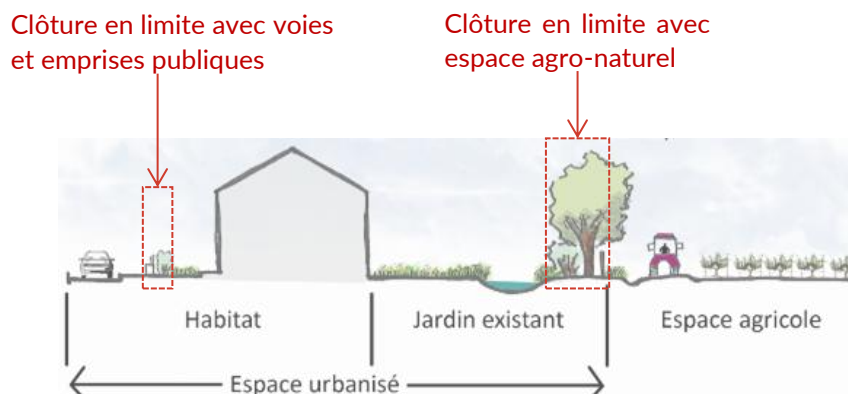 Clôture en limite avec voies
et emprises publiques
Clôture en limite avec
espace agro-naturel
Habitat
Jardin existant
Espace agricole
Espace urbanisé